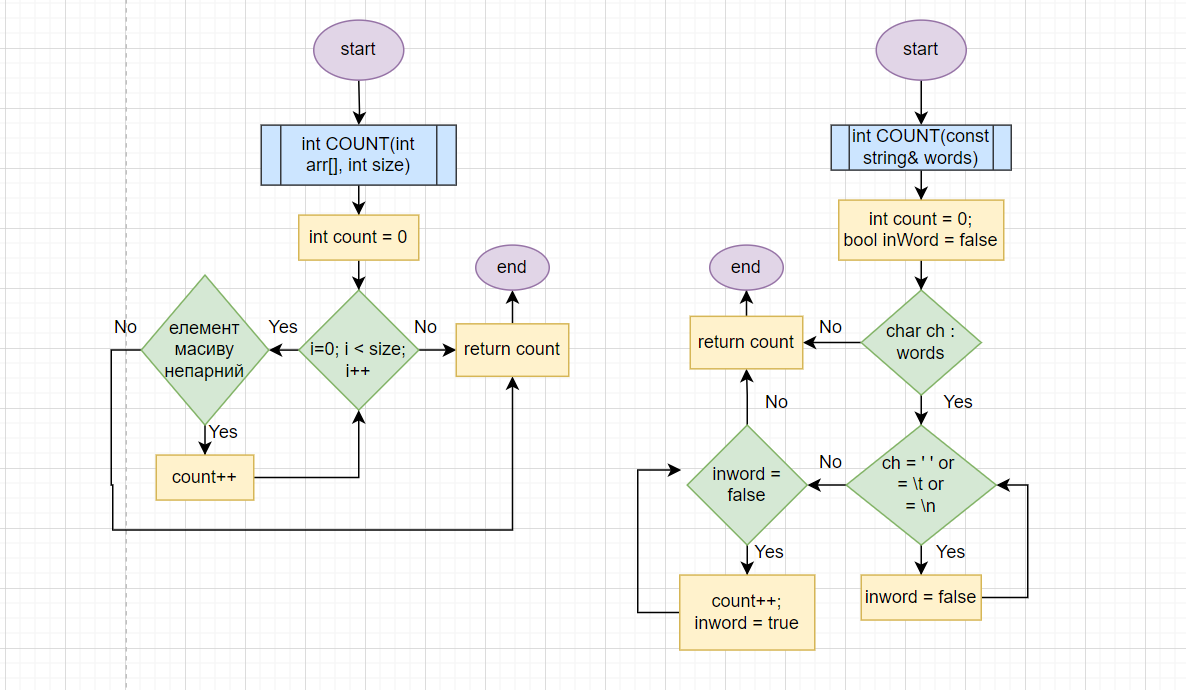 start
int COUNT(int
arr[], int size)
int count = 0
end
No
елемент
масиву
непарний
Yes
i=0; i < size;
i++
No
return count
Yes
count++
start
int COUNT(const
string& words)
int count = 0;
bool inWord = false
end
return count
No
char ch :
words
No
Yes
inword =
false
No
ch = ' ' or
= \t or
= \n
Yes
Yes
count++;
inword = true
inword = false